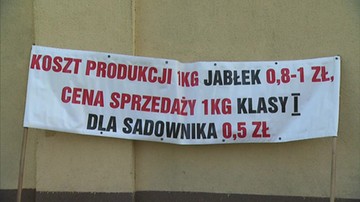 KOSZT PRODUKCJI 1KG JABŁEK 0,8-1 ZŁ,
CENA SPRZEDAŻY 1KG KLASY I
DLA SADOWNIKA 0,5 ZŁ